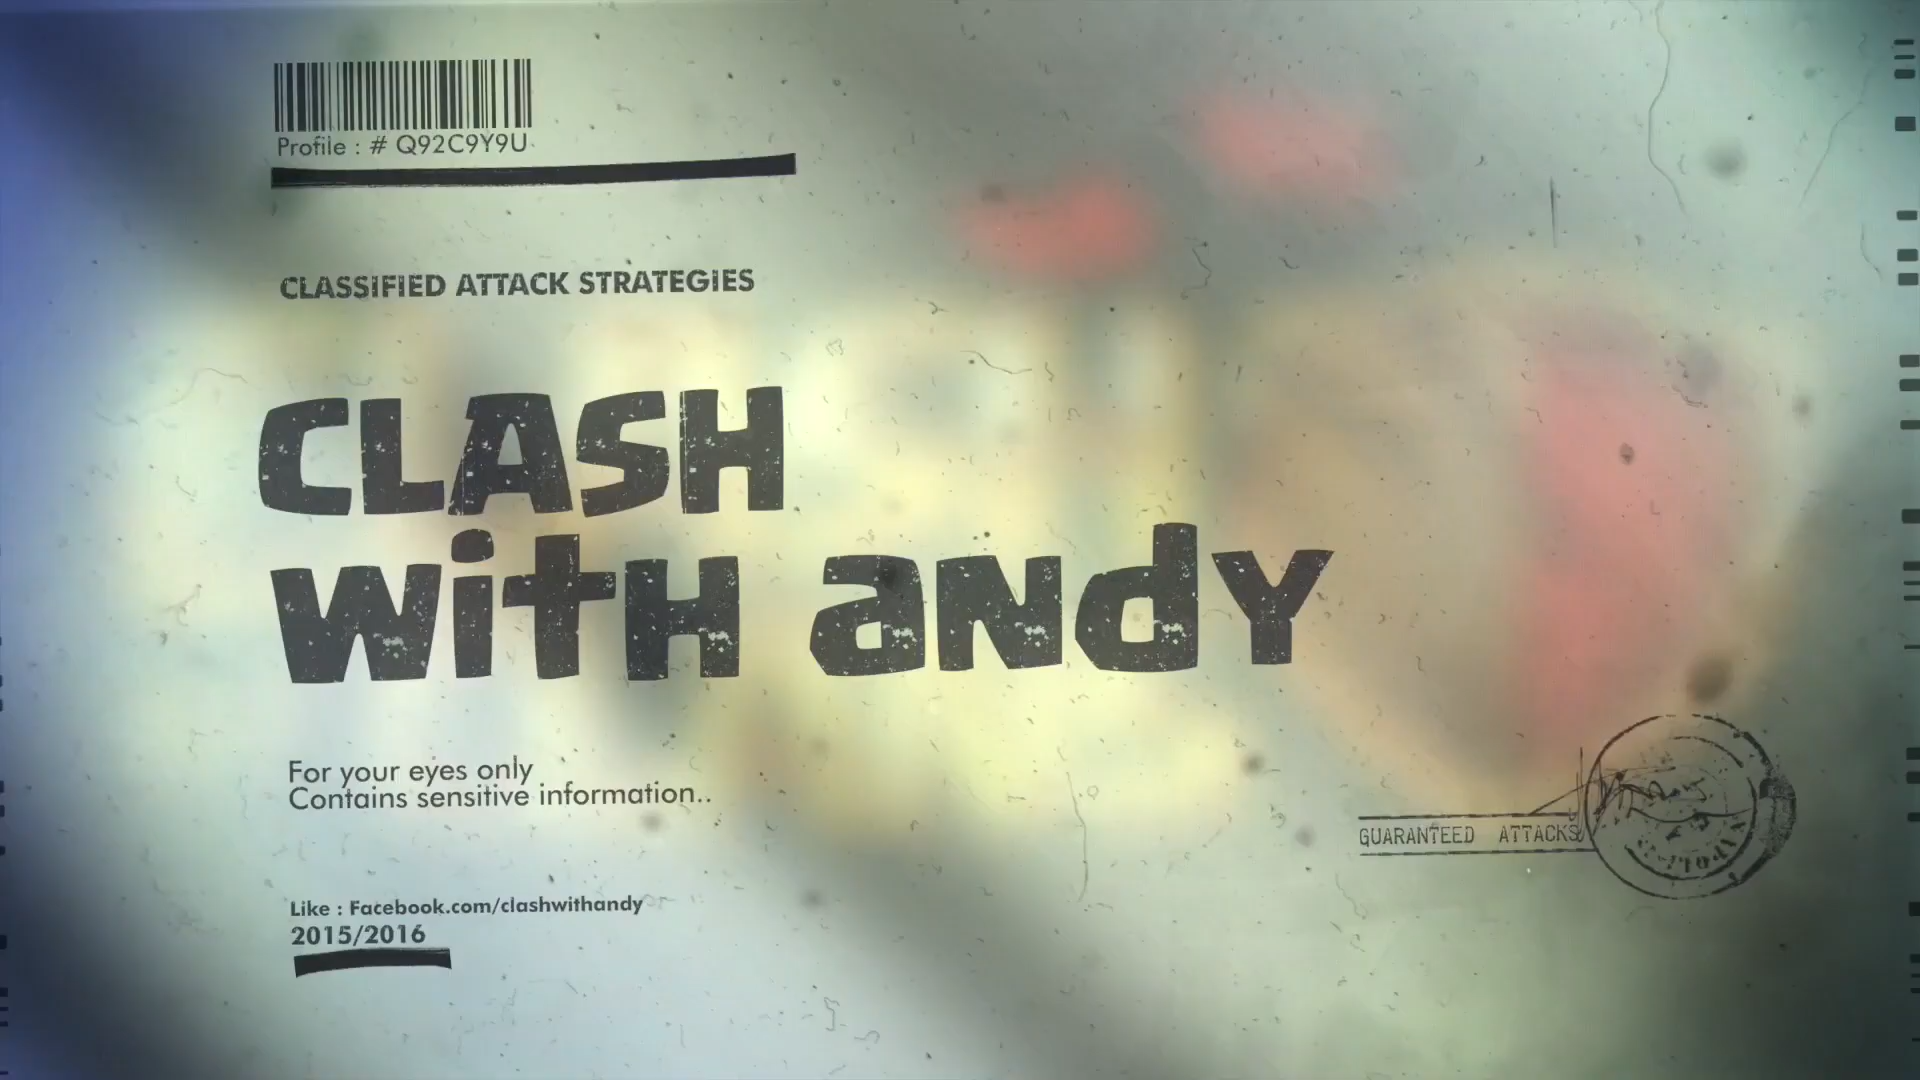 Profile : # Q92C9Y9U
CLASSIFIED ATTACK STRATEGIES
CLASH
with andy
For your eyes only
Contains sensitive information..
GUARANTEED ATTACKS
Like : Facebook.com/clashwithandy
2015/2016